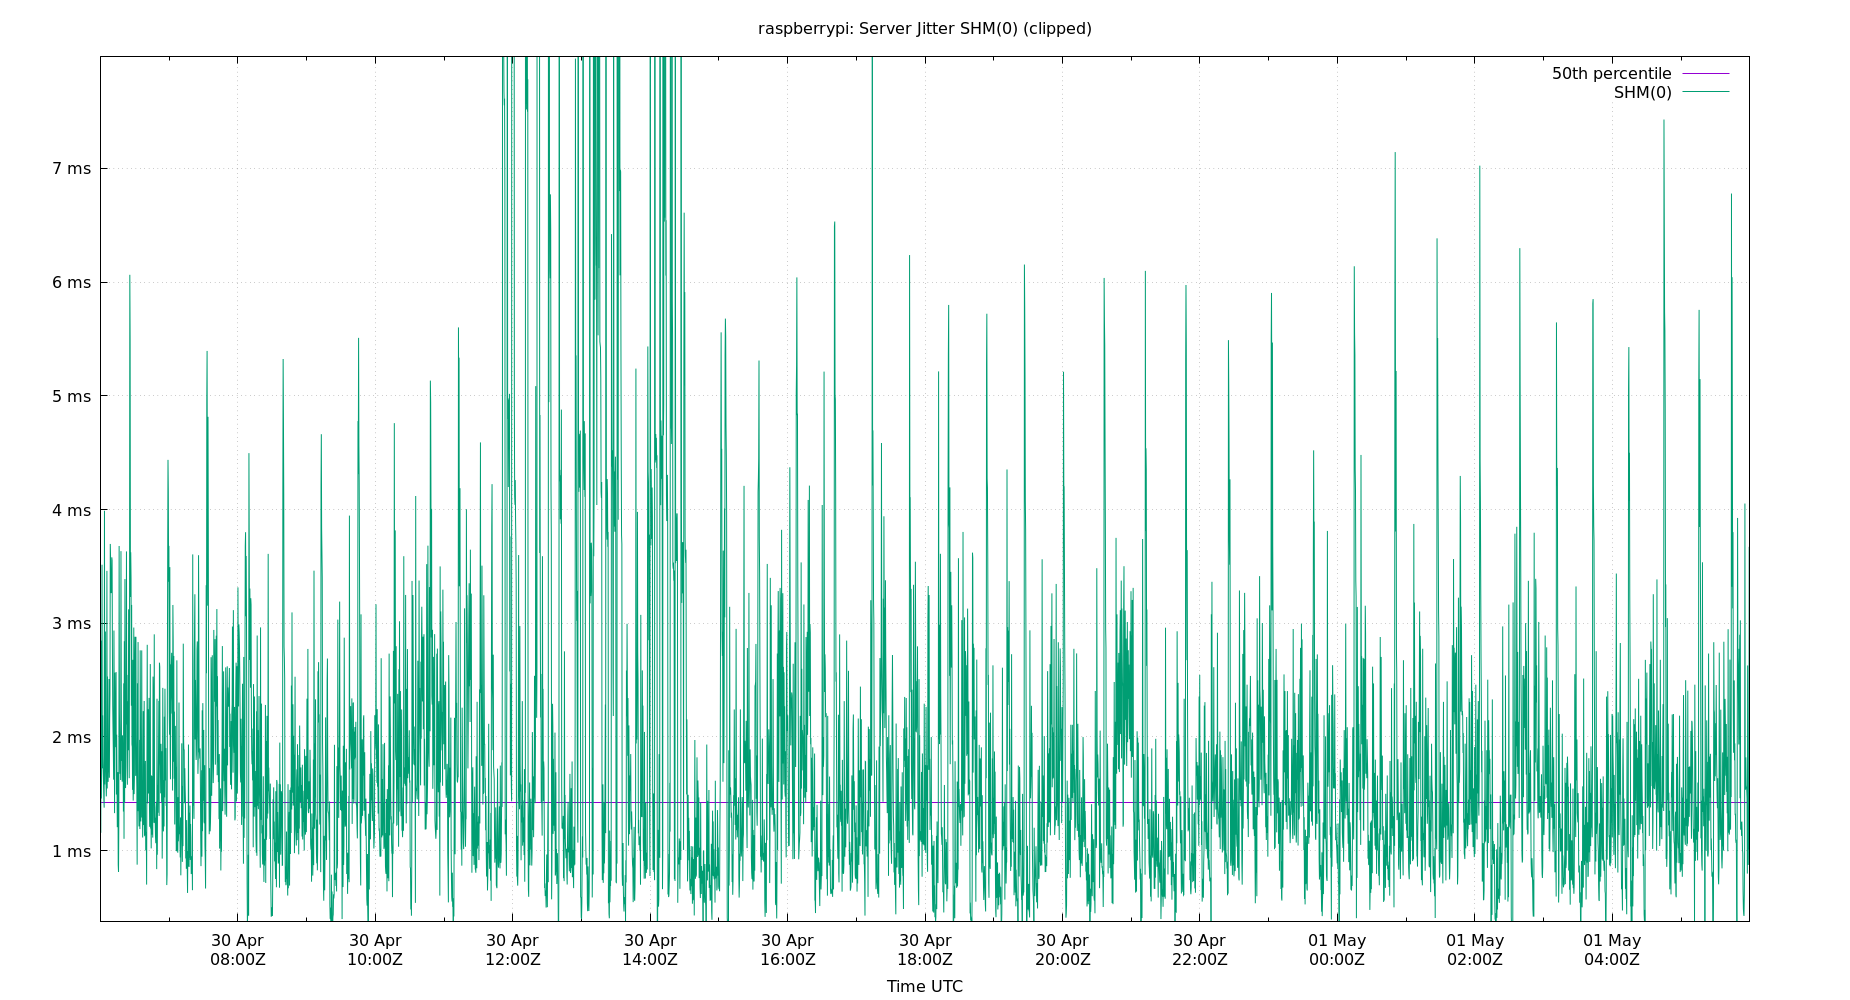 raspberrypi: Server Jitter SHM(0) (clipped)
50th percentile
SHM(0)
7 ms
6 ms
5 ms
4 ms
3 ms
2 ms
1 ms
30 Apr 30 Apr 30 Apr 30 Apr 30 Apr 30 Apr 30 Apr 30 Apr 01 May 01 May 01 May
08:00Z 10:00Z 12:00Z 14:00Z 16:00Z 18:00Z 20:00Z 22:00Z 00:00Z 02:00Z 04:00Z
Time UTC